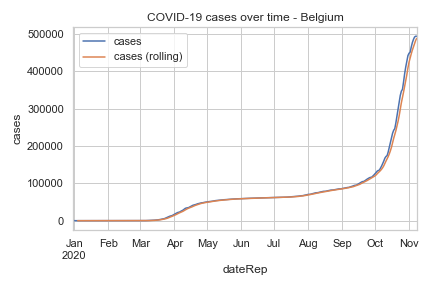 COVID-19 cases over time - Belgium
cases
cases (rolling)
500000
400000
300000
200000
100000
0
cases
Jan Feb Mar Apr May Jun Jul Aug Sep Oct Nov
2020
dateRep